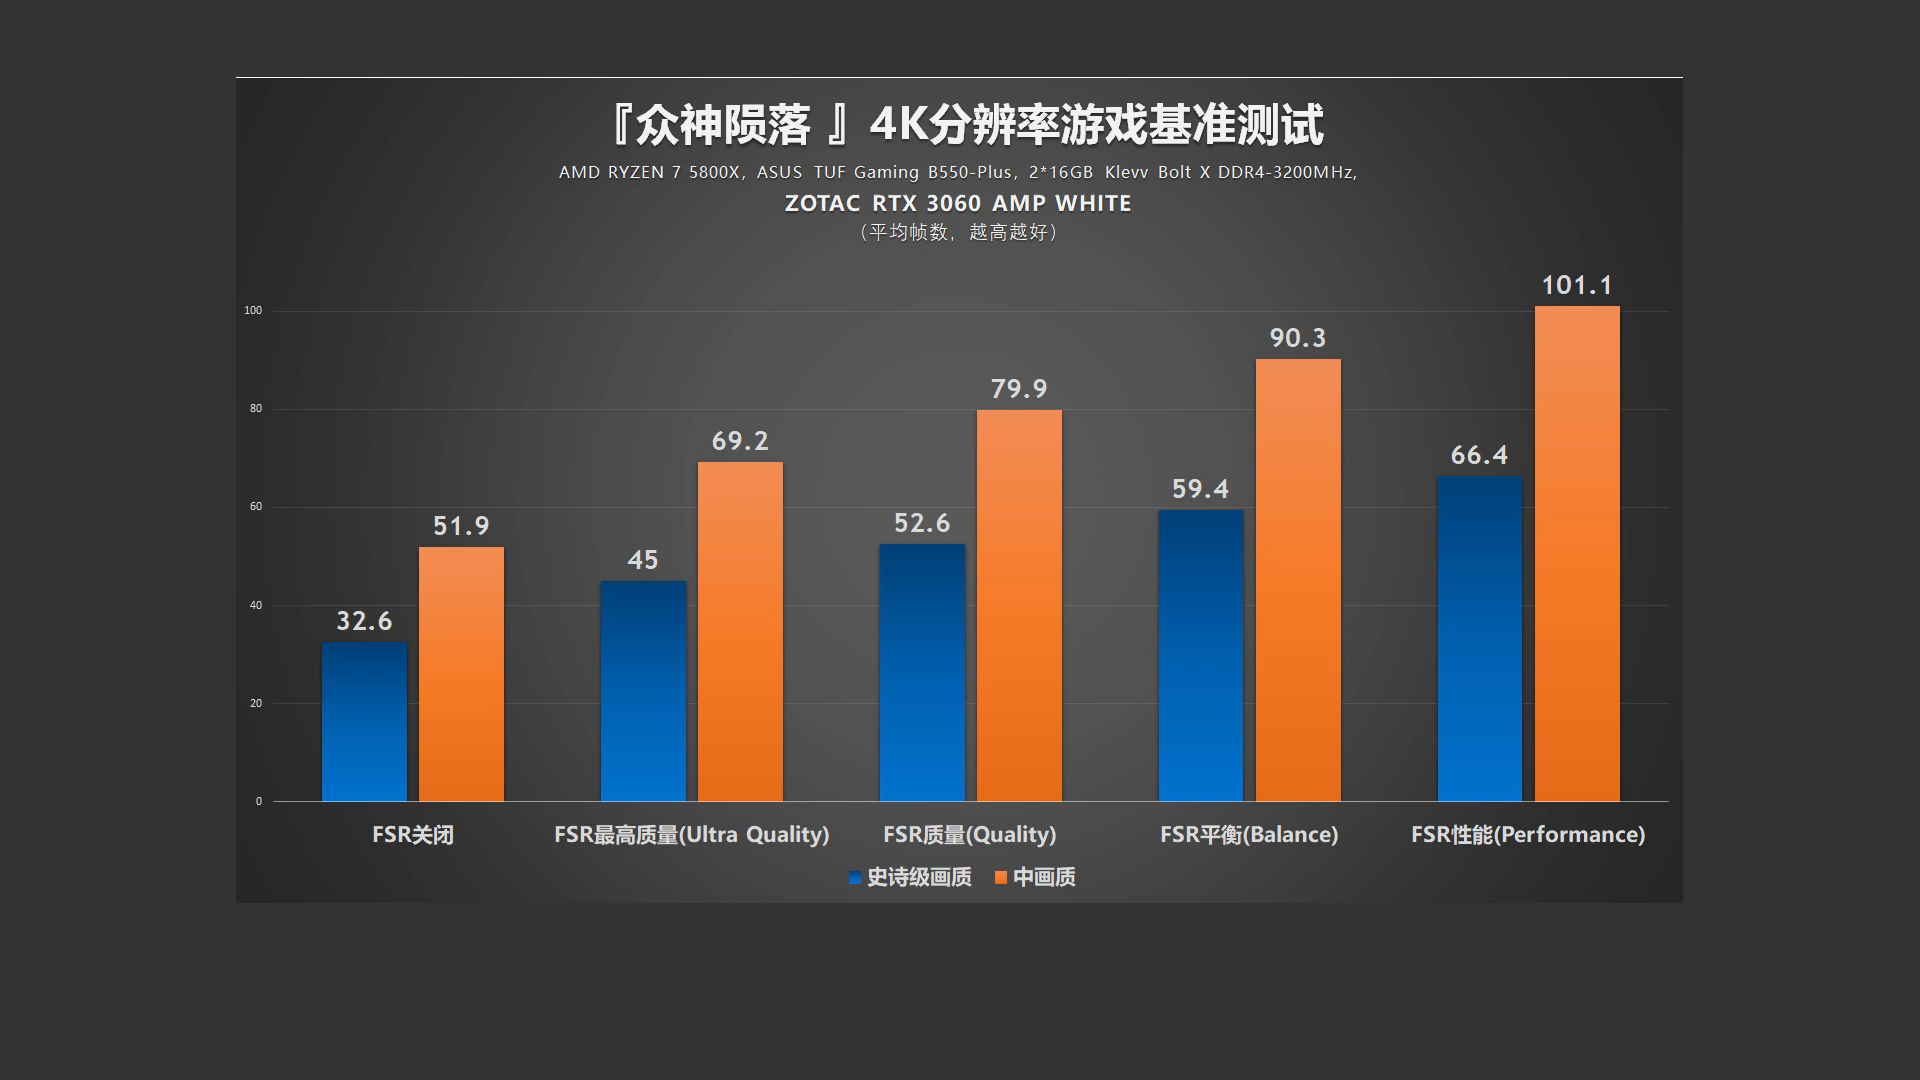 『众神陨落 』4K分辨率游戏基准测试
AMD RYZEN 7 5800X, ASUS TUF Gaming B550-Plus, 2*16GB Klevv Bolt X DDR4-3200MHz,
ZOTAC RTX 3060 AMP WHITE
（平均帧数，越高越好）
101.1
100
90.3
79.9
80
69.2
66.4
59.4
60
51.9
52.6
45
40
32.6
20
0
FSR关闭 FSR最高质量(Ultra Quality) FSR质量(Quality) FSR平衡(Balance) FSR性能(Performance)
史诗级画质 中画质